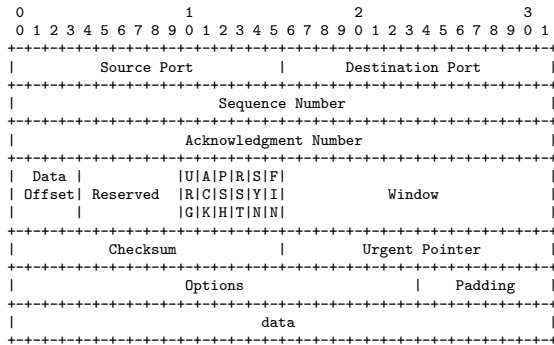 0                   1                   2                   3
 0 1 2 3 4 5 6 7 8 9 0 1 2 3 4 5 6 7 8 9 0 1 2 3 4 5 6 7 8 9 0 1
+-+-+-+-+-+-+-+-+-+-+-+-+-+-+-+-+-+-+-+-+-+-+-+-+-+-+-+-+-+-+-+-+
|          Source Port          |       Destination Port        |
+-+-+-+-+-+-+-+-+-+-+-+-+-+-+-+-+-+-+-+-+-+-+-+-+-+-+-+-+-+-+-+-+
|                        Sequence Number                        |
+-+-+-+-+-+-+-+-+-+-+-+-+-+-+-+-+-+-+-+-+-+-+-+-+-+-+-+-+-+-+-+-+
|                    Acknowledgment Number                      |
+-+-+-+-+-+-+-+-+-+-+-+-+-+-+-+-+-+-+-+-+-+-+-+-+-+-+-+-+-+-+-+-+
|  Data |           |U|A|P|R|S|F|                               |
| Offset| Reserved  |R|C|S|S|Y|I|            Window             |
|       |           |G|K|H|T|N|N|                               |
+-+-+-+-+-+-+-+-+-+-+-+-+-+-+-+-+-+-+-+-+-+-+-+-+-+-+-+-+-+-+-+-+
|           Checksum            |         Urgent Pointer        |
+-+-+-+-+-+-+-+-+-+-+-+-+-+-+-+-+-+-+-+-+-+-+-+-+-+-+-+-+-+-+-+-+
|                    Options                    |    Padding    |
+-+-+-+-+-+-+-+-+-+-+-+-+-+-+-+-+-+-+-+-+-+-+-+-+-+-+-+-+-+-+-+-+
|                             data                              |
+-+-+-+-+-+-+-+-+-+-+-+-+-+-+-+-+-+-+-+-+-+-+-+-+-+-+-+-+-+-+-+-+